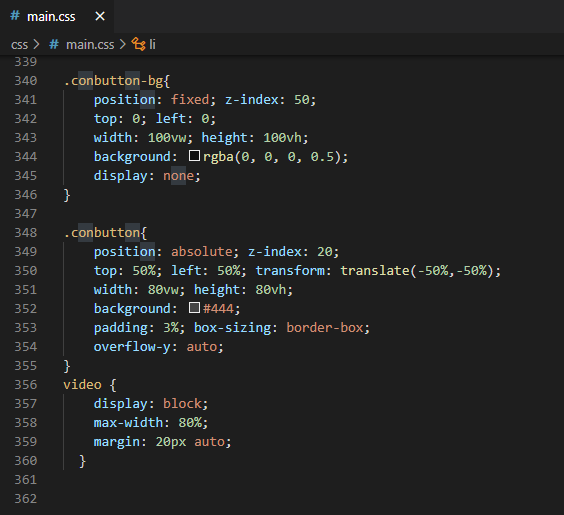 # main.css ×
css > # main.css > li
339
340 .conbutton-bg{
341     position: fixed; z-index: 50;
342     top: 0; left: 0;
343     width: 100vw; height: 100vh;
344     background: rgba(0, 0, 0, 0.5);
345     display: none;
346 }
347
348 .conbutton{
349     position: absolute; z-index: 20;
350     top: 50%; left: 50%; transform: translate(-50%,-50%);
351     width: 80vw; height: 80vh;
352     background: #444;
353     padding: 3%; box-sizing: border-box;
354     overflow-y: auto;
355 }
356 video {
357     display: block;
358     max-width: 80%;
359     margin: 20px auto;
360   }
361
362